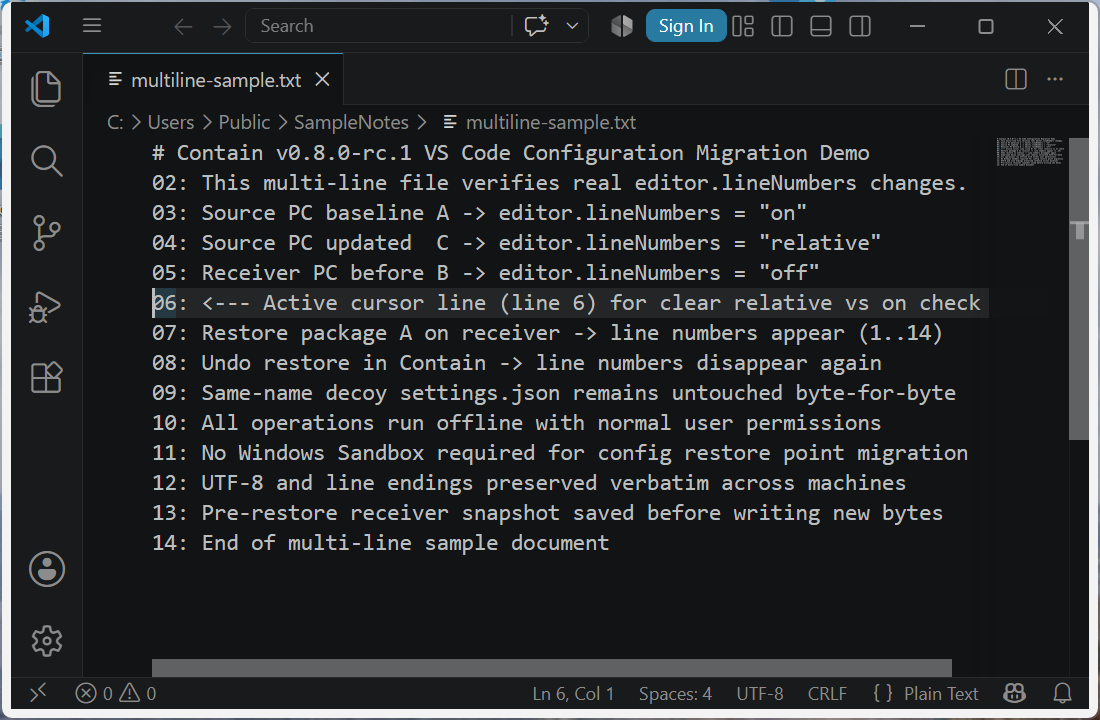 Search
Sign In
multiline-sample.txt
C: > Users > Public > SampleNotes > multiline-sample.txt
# Contain v0.8.0-rc.1 VS Code Configuration Migration Demo
02: This multi-line file verifies real editor.lineNumbers changes.
03: Source PC baseline A -> editor.lineNumbers = "on"
04: Source PC updated  C -> editor.lineNumbers = "relative"
05: Receiver PC before B -> editor.lineNumbers = "off"
06: <--- Active cursor line (line 6) for clear relative vs on check
07: Restore package A on receiver -> line numbers appear (1..14)
08: Undo restore in Contain -> line numbers disappear again
09: Same-name decoy settings.json remains untouched byte-for-byte
10: All operations run offline with normal user permissions
11: No Windows Sandbox required for config restore point migration
12: UTF-8 and line endings preserved verbatim across machines
13: Pre-restore receiver snapshot saved before writing new bytes
14: End of multi-line sample document
0 0 Ln 6, Col 1 Spaces: 4 UTF-8 CRLF {} Plain Text